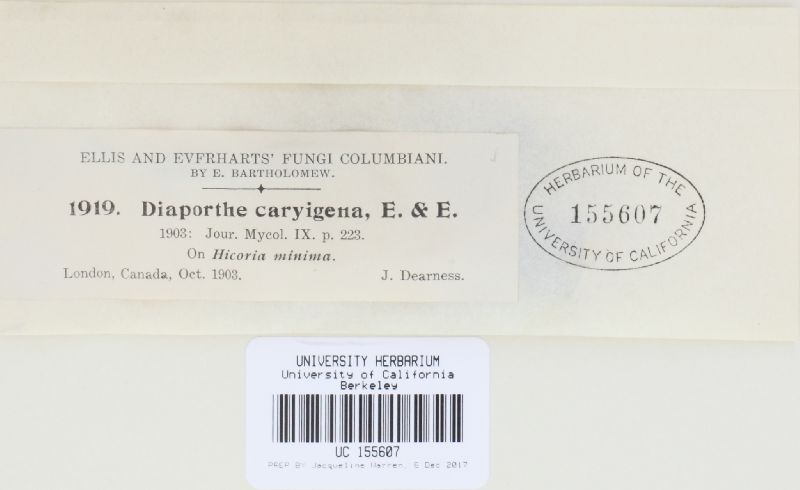 ELLIS AND EVFRHARTS' FUNGI COLUMBIANI.
BY E. BARTHOLOMEW.
1919. Diaporthe caryigena, E. & E.
1903: Jour. Mycol. IX. p. 223.
On Hicoria minima.
London, Canada, Oct. 1903. J. Dearness.
HERBARIUM OF THE
155607
UNIVERSITY OF CALIFORNIA
UNIVERSITY HERBARIUM
University of California
Berkeley
UC 155607
PREP BY Jacqueline Warren, 6 Dec 2017